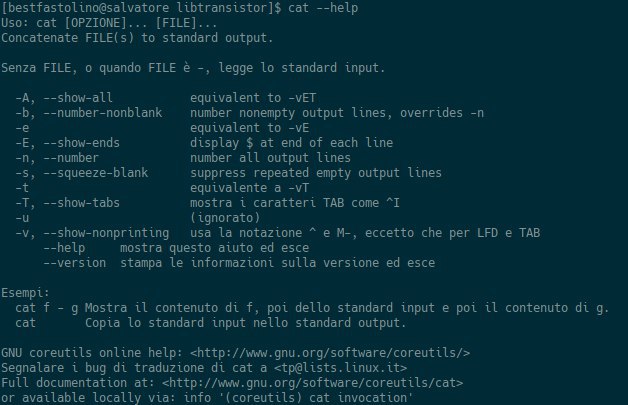 [bestfastolino@salvatore libtransistor]$ cat --help
Uso: cat [OPZIONE]... [FILE]...
Concatenate FILE(s) to standard output.

Senza FILE, o quando FILE è -, legge lo standard input.

  -A, --show-all           equivalent to -vET
  -b, --number-nonblank    number nonempty output lines, overrides -n
  -e                       equivalent to -vE
  -E, --show-ends          display $ at end of each line
  -n, --number             number all output lines
  -s, --squeeze-blank      suppress repeated empty output lines
  -t                       equivalente a -vT
  -T, --show-tabs          mostra i caratteri TAB come ^I
  -u                       (ignorato)
  -v, --show-nonprinting   usa la notazione ^ e M-, eccetto che per LFD e TAB
      --help     mostra questo aiuto ed esce
      --version  stampa le informazioni sulla versione ed esce

Esempi:
  cat f - g Mostra il contenuto di f, poi dello standard input e poi il contenuto di g.
  cat       Copia lo standard input nello standard output.

GNU coreutils online help: <http://www.gnu.org/software/coreutils/>
Segnalare i bug di traduzione di cat a <tp@lists.linux.it>
Full documentation at: <http://www.gnu.org/software/coreutils/cat>
or available locally via: info '(coreutils) cat invocation'